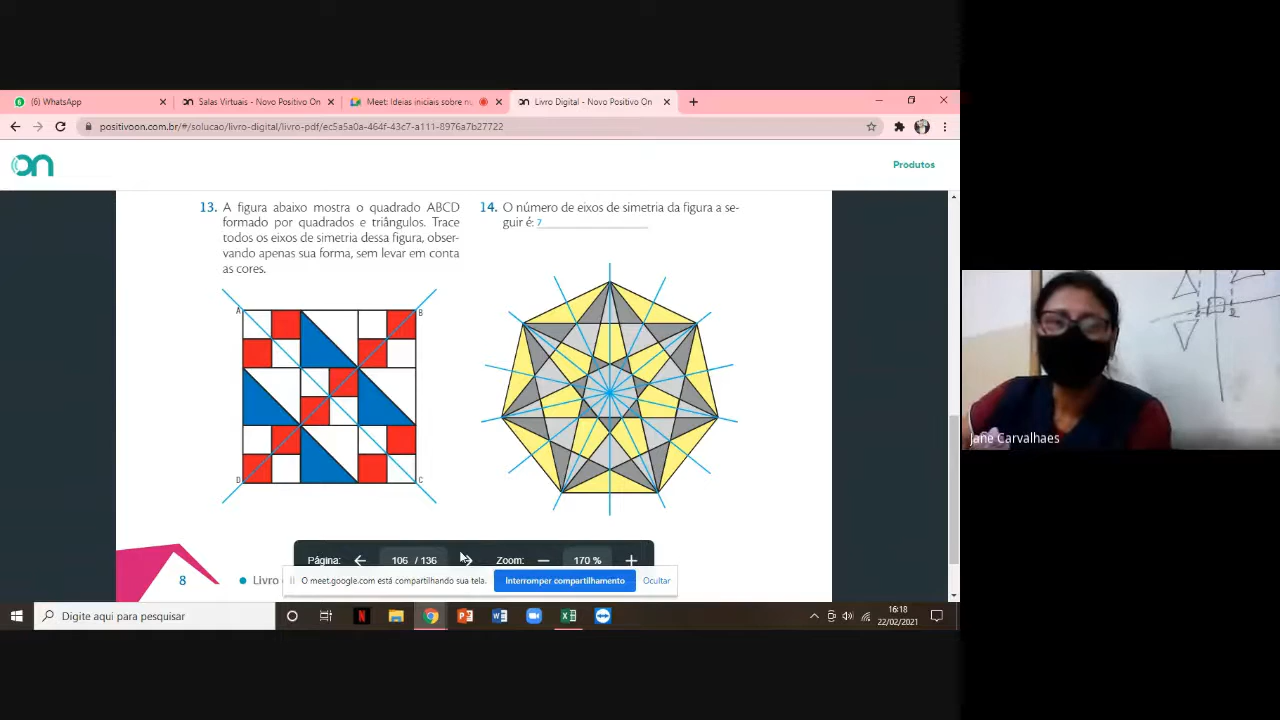 (6) WhatsApp
Salas Virtuais - Novo Positivo On
Meet: Ideias iniciais sobre nu
Livro Digital - Novo Positivo On
positivoon.com.br/#/solucao/livro-digital/livro-pdf/ec5a5a0a-464f-43c7-a111-8976a7b27722
on
Produtos
13. A figura abaixo mostra o quadrado ABCD
formado por quadrados e triângulos. Trace
todos os eixos de simetria dessa figura, obser-
vando apenas sua forma, sem levar em conta
as cores.
A
B
D
C
14. O número de eixos de simetria da figura a se-
guir é: 7
Jane Carvalhaes
Página: 106 / 136 Zoom: 170 %
8
Livro
O meet.google.com está compartilhando sua tela. Interromper compartilhamento Ocultar
Digite aqui para pesquisar
16:18
22/02/2021